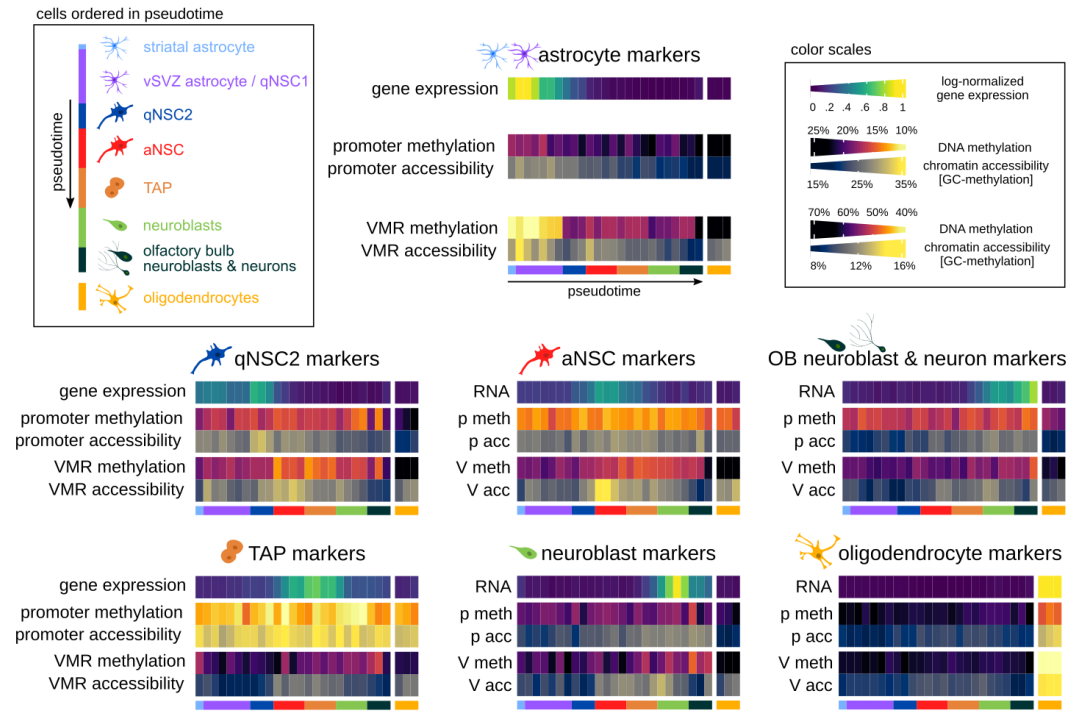 cells ordered in pseudotime
striatal astrocyte
vSVZ astrocyte / qNSC1
qNSC2
aNSC
TAP
neuroblasts
olfactory bulb
neuroblasts & neurons
oligodendrocytes
pseudotime
astrocyte markers
gene expression
promoter methylation
promoter accessibility
VMR methylation
VMR accessibility
pseudotime
color scales
log-normalized
gene expression
0 .2 .4 .6 .8 1
25% 20% 15% 10%
DNA methylation
chromatin accessibility
[GC-methylation]
15% 25% 35%
70% 60% 50% 40%
DNA methylation
chromatin accessibility
[GC-methylation]
8% 12% 16%
qNSC2 markers
gene expression
promoter methylation
promoter accessibility
VMR methylation
VMR accessibility
aNSC markers
RNA
p meth
p acc
V meth
V acc
OB neuroblast & neuron markers
RNA
p meth
p acc
V meth
V acc
TAP markers
gene expression
promoter methylation
promoter accessibility
VMR methylation
VMR accessibility
neuroblast markers
RNA
p meth
p acc
V meth
V acc
oligodendrocyte markers
RNA
p meth
p acc
V meth
V acc